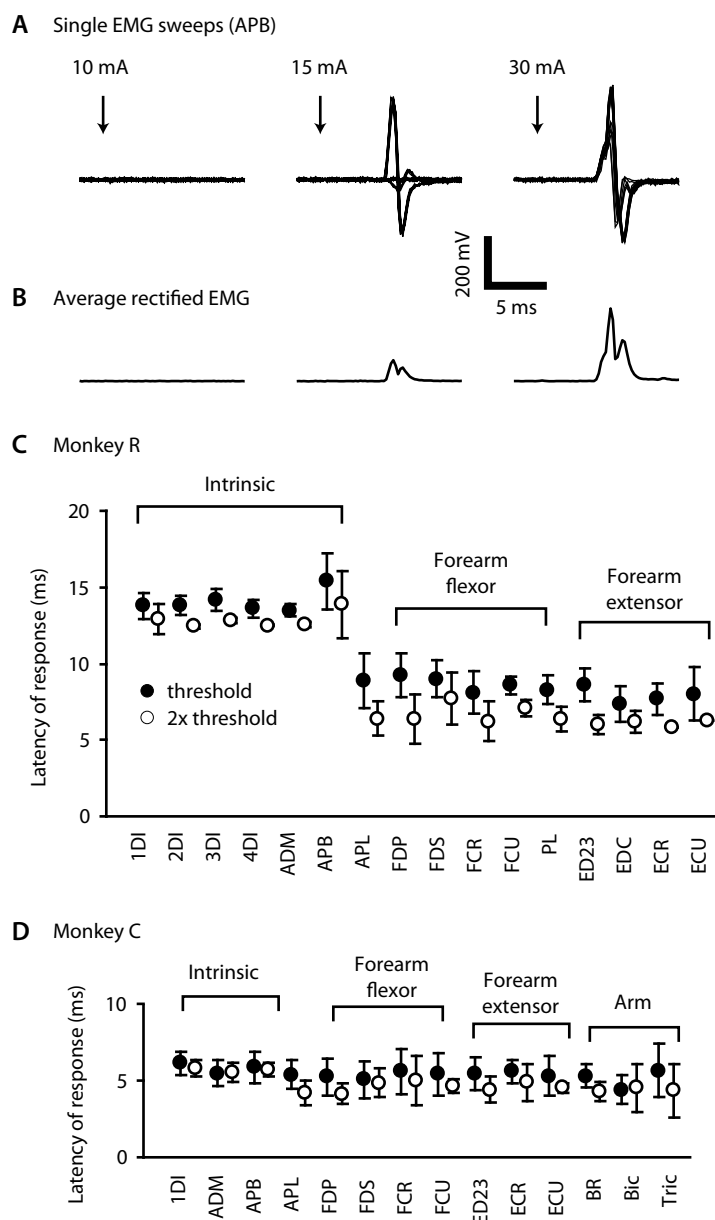 A Single EMG sweeps (APB)
10 mA 15 mA 30 mA
200 mV
5 ms
B Average rectified EMG
C Monkey R
Intrinsic
Forearm
flexor
Forearm
extensor
Latency of response (ms)
20
15
10
5
0
threshold
2x threshold
1DI 2DI 3DI 4DI ADM APB APL FDP FDS FCR FCU PL ED23 EDC ECR ECU
D Monkey C
Intrinsic
Forearm
flexor
Forearm
extensor
Arm
Latency of response (ms)
10
5
0
1DI ADM APB APL FDP FDS FCR FCU ED23 ECR ECU BR Bic Tric